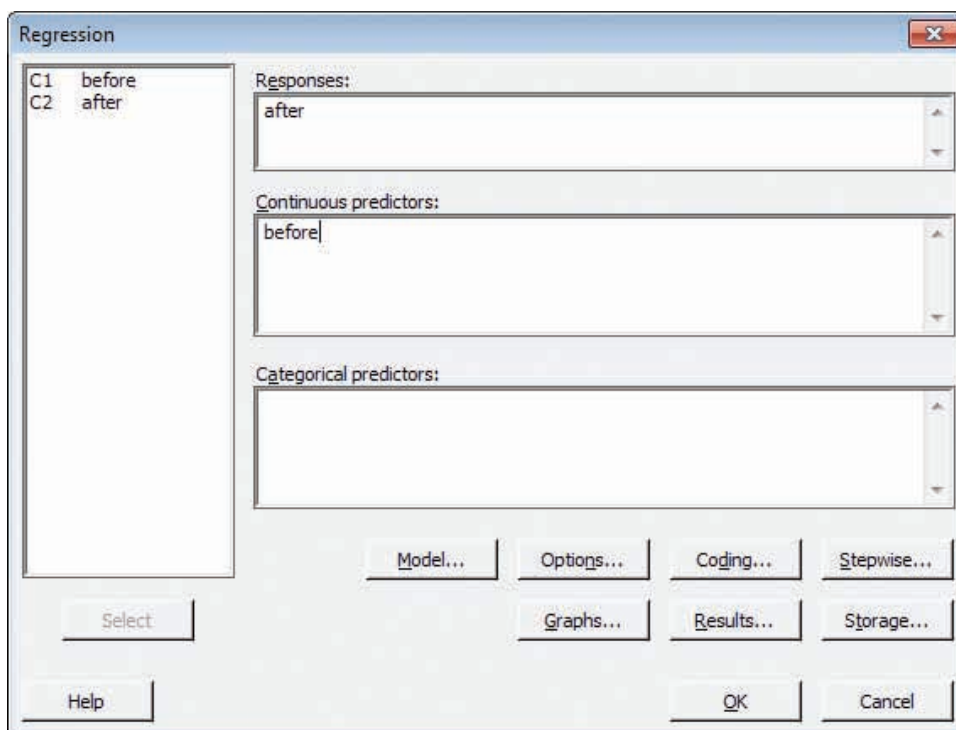 Regression
C1 before
C2 after
Responses:
after
Continuous predictors:
before
Categorical predictors:
Model...
Options...
Coding...
Stepwise...
Select
Graphs...
Results...
Storage...
Help
OK
Cancel